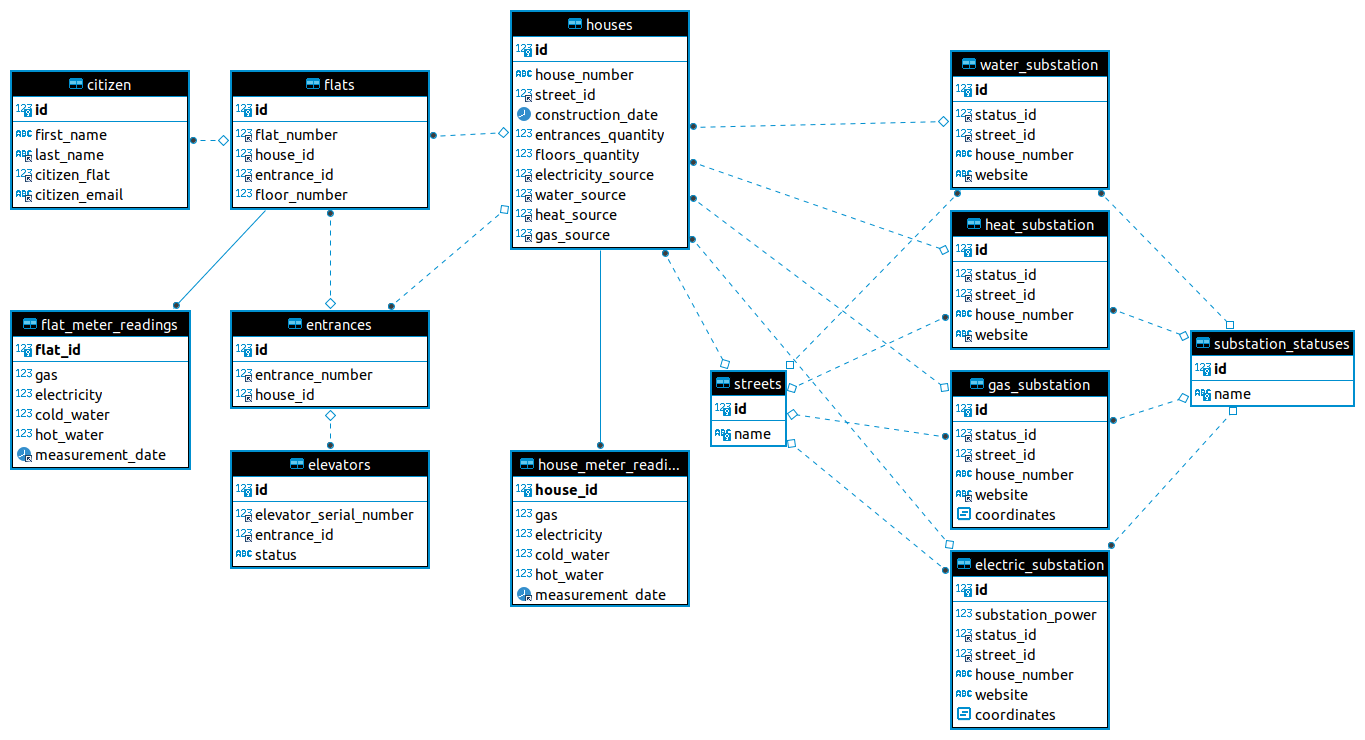 citizen
id
first_name
last_name
citizen_flat
citizen_email
flats
id
flat_number
house_id
entrance_id
floor_number
houses
id
house_number
street_id
construction_date
entrances_quantity
floors_quantity
electricity_source
water_source
heat_source
gas_source
water_substation
id
status_id
street_id
house_number
website
heat_substation
id
status_id
street_id
house_number
website
flat_meter_readings
flat_id
gas
electricity
cold_water
hot_water
measurement_date
entrances
id
entrance_number
house_id
elevators
id
elevator_serial_number
entrance_id
status
house_meter_readi...
house_id
gas
electricity
cold_water
hot_water
measurement_date
streets
id
name
gas_substation
id
status_id
street_id
house_number
website
coordinates
substation_statuses
id
name
electric_substation
id
substation_power
status_id
street_id
house_number
website
coordinates